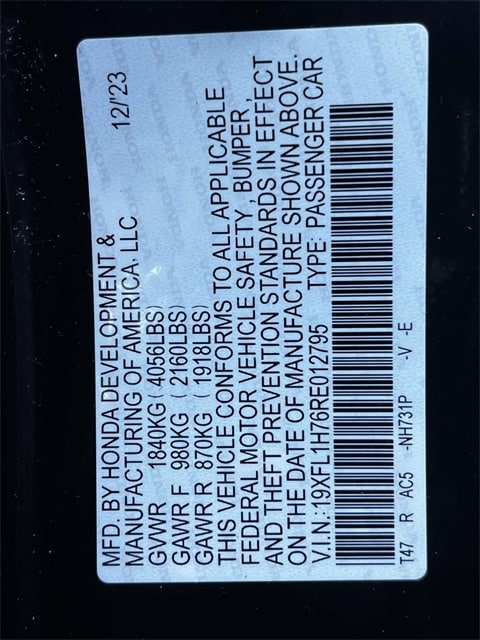 MFD. BY HONDA DEVELOPMENT & 12/'23
MANUFACTURING OF AMERICA, LLC
GVWR 1840KG (4056LBS)
GAWR F 980KG (2160LBS)
GAWR R 870KG (1918LBS)
THIS VEHICLE CONFORMS TO ALL APPLICABLE
FEDERAL MOTOR VEHICLE SAFETY, BUMPER,
AND THEFT PREVENTION STANDARDS IN EFFECT
ON THE DATE OF MANUFACTURE SHOWN ABOVE.
V.I.N.:19XFL1H76RE012795 TYPE: PASSENGER CAR
T47 R AC5 -NH731P -V -E